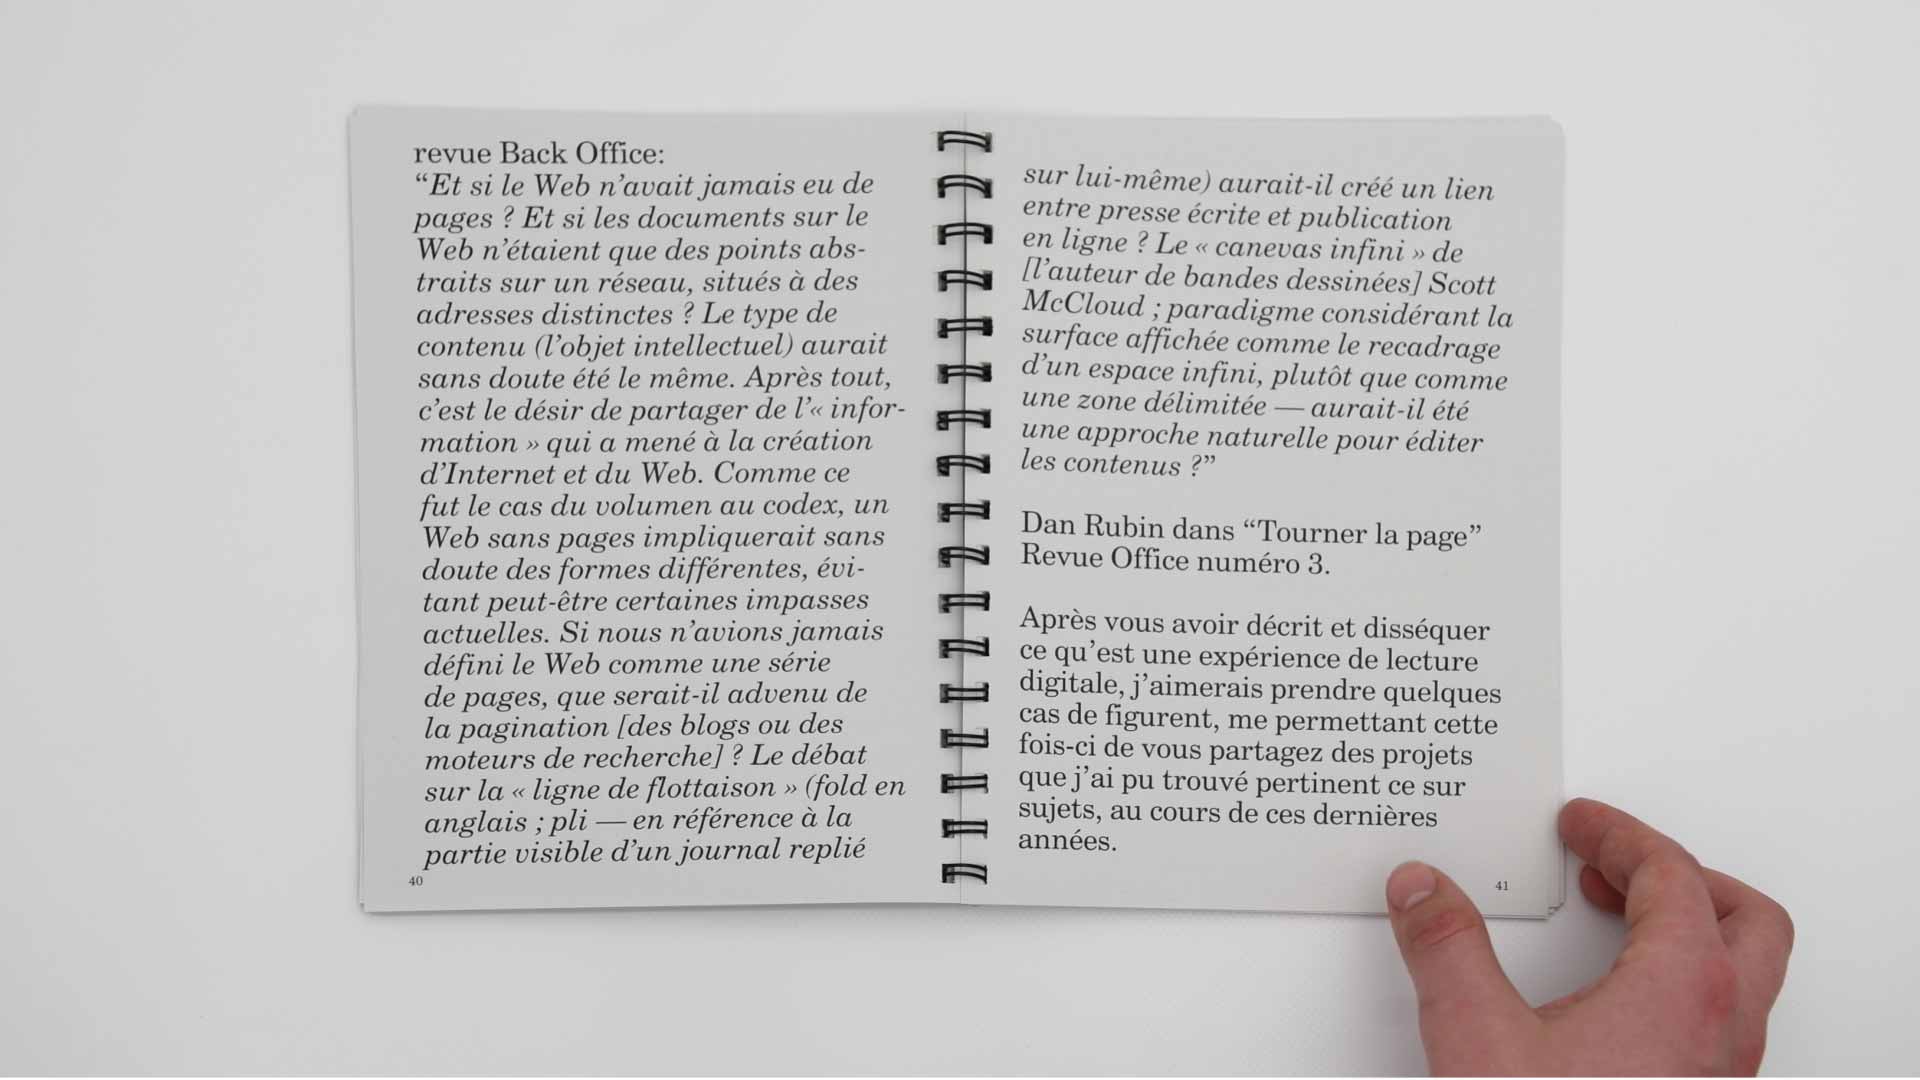 revue Back Office:
“Et si le Web n’avait jamais eu de
pages ? Et si les documents sur le
Web n’étaient que des points abs-
traits sur un réseau, situés à des
adresses distinctes ? Le type de
contenu (l’objet intellectuel) aurait
sans doute été le même. Après tout,
c’est le désir de partager de l’« infor-
mation » qui a mené à la création
d’Internet et du Web. Comme ce
fut le cas du volumen au codex, un
Web sans pages impliquerait sans
doute des formes différentes, évi-
tant peut-être certaines impasses
actuelles. Si nous n’avions jamais
défini le Web comme une série
de pages, que serait-il advenu de
la pagination [des blogs ou des
moteurs de recherche] ? Le débat
sur la « ligne de flottaison » (fold en
anglais ; pli — en référence à la
partie visible d’un journal replié
40
sur lui-même) aurait-il créé un lien
entre presse écrite et publication
en ligne ? Le « canevas infini » de
[l’auteur de bandes dessinées] Scott
McCloud ; paradigme considérant la
surface affichée comme le recadrage
d’un espace infini, plutôt que comme
une zone délimitée — aurait-il été
une approche naturelle pour éditer
les contenus ?”
Dan Rubin dans “Tourner la page”
Revue Office numéro 3.
Après vous avoir décrit et disséquer
ce qu’est une expérience de lecture
digitale, j’aimerais prendre quelques
cas de figurent, me permettant cette
fois-ci de vous partagez des projets
que j’ai pu trouvé pertinent ce sur
sujets, au cours de ces dernières
années.
41